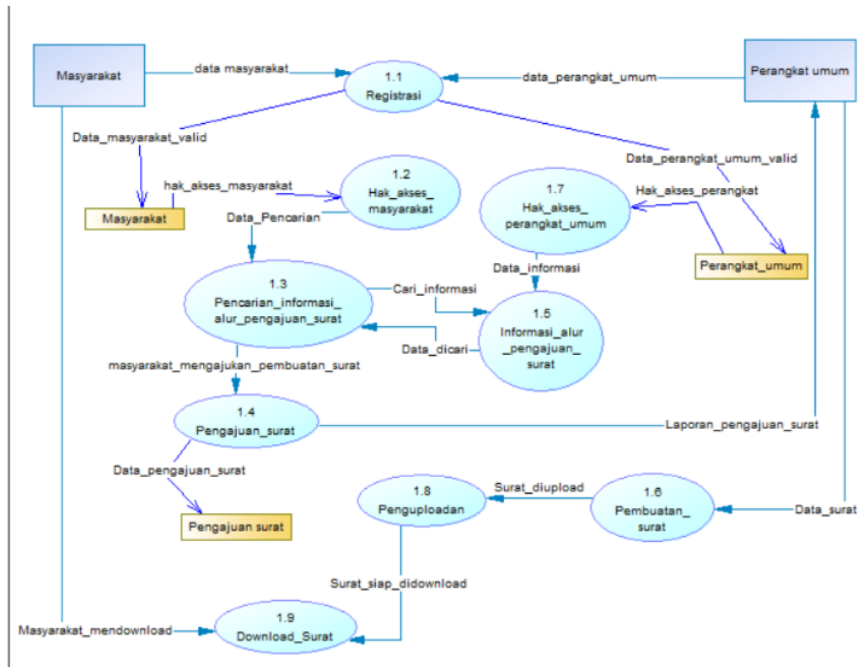 Masyarakat
data masyarakat
1.1
Registrasi
data_perangkat_umum
Perangkat umum
Data_masyarakat_valid
Data_perangkat_umum_valid
hak_akses_masyarakat
1.2
Hak_akses_
masyarakat
1.7
Hak_akses_
perangkat_umum
Hak_akses_perangkat
Masyarakat
Data_Pencarian
Perangkat_umum
Data_informasi
1.3
Pencarian_informasi_
alur_pengajuan_surat
Cari_informasi
1.5
Informasi_alur
_pengajuan_
surat
Data_dicari
masyarakat_mengajukan_pembuatan_surat
1.4
Pengajuan_surat
Laporan_pengajuan_surat
Data_pengajuan_surat
Pengajuan surat
1.8
Penguploadan
Surat_diupload
1.6
Pembuatan_
surat
Data_surat
Surat_siap_didownload
Masyarakat_mendownload
1.9
Download_Surat